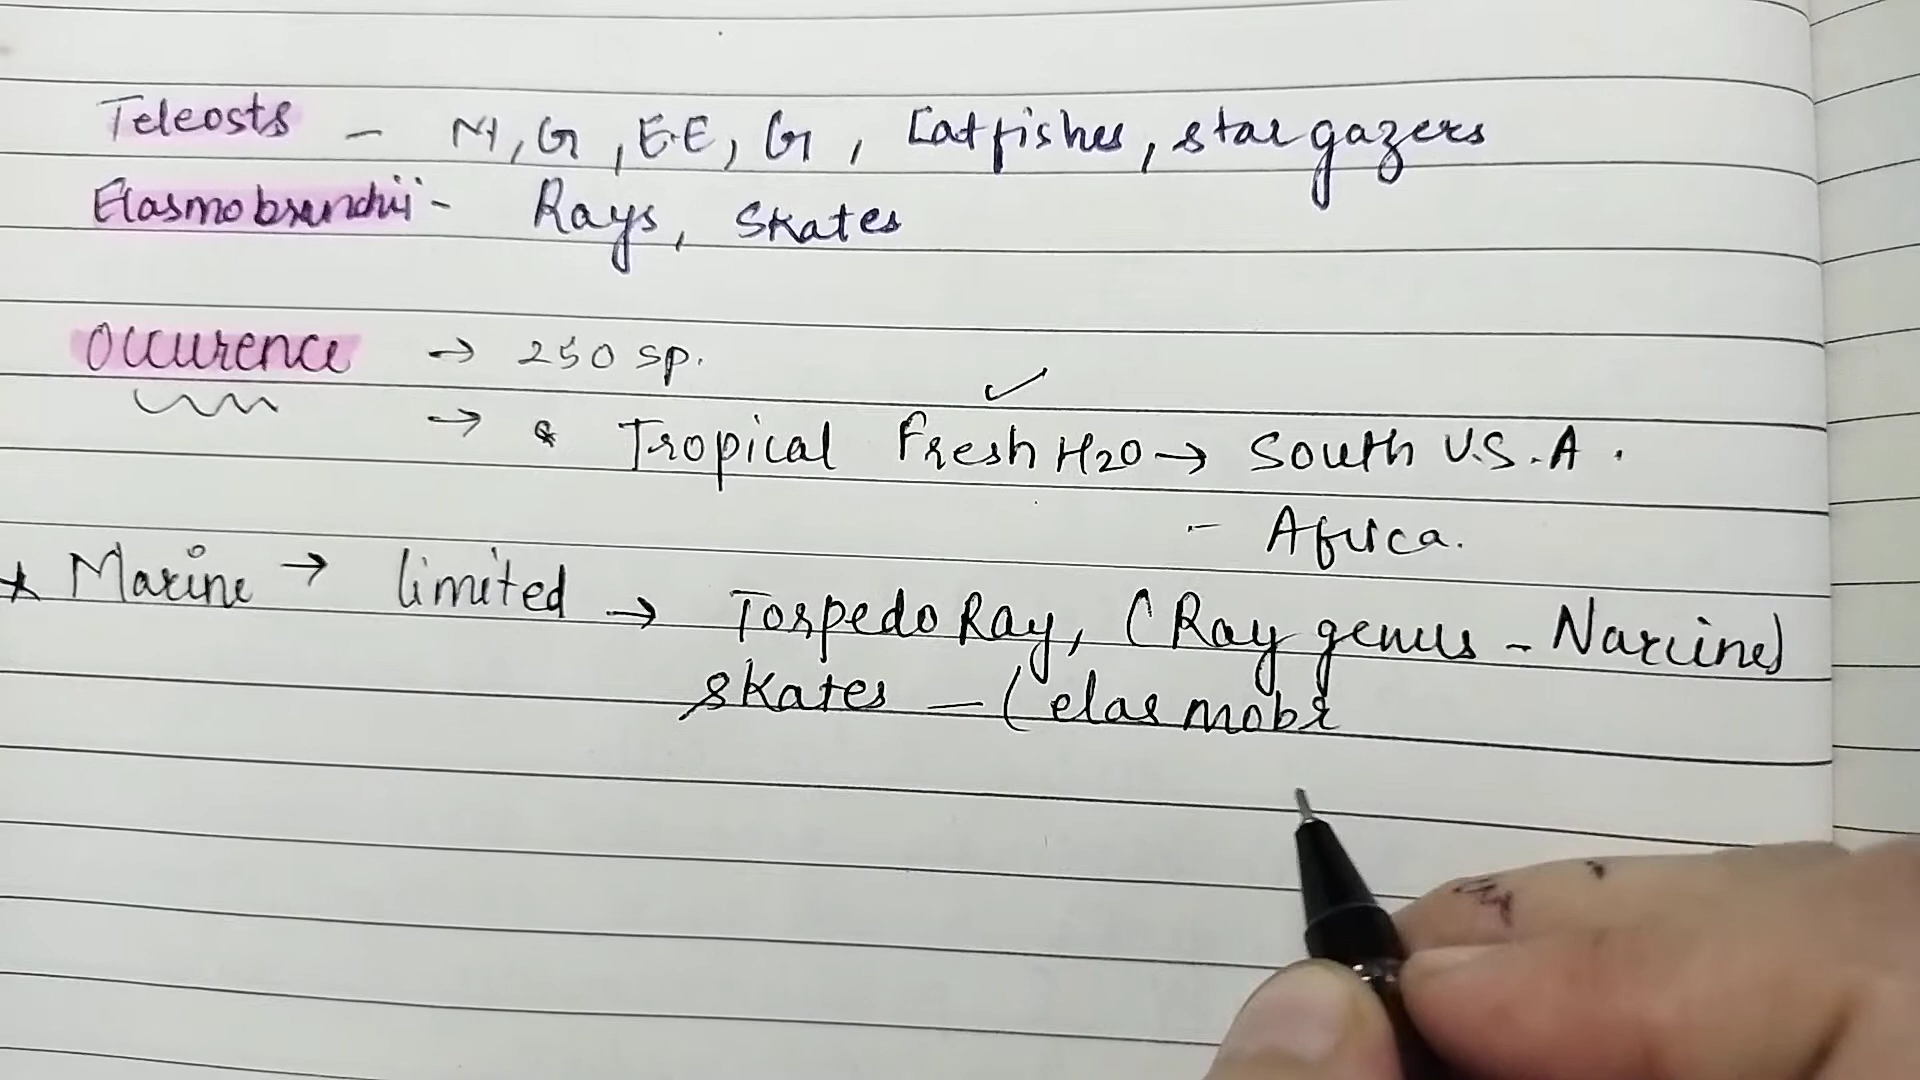 Teleosts - M, G, E.E, G, Catfishes, stargazers
Elasmobranchii - Rays, Skates
Occurence → 250 sp.
→ Tropical Fresh H2O → South U.S.A.
- Africa.
★ Marine → limited → Torpedo Ray, (Ray genus - Narcine)
skates - (elasmobr